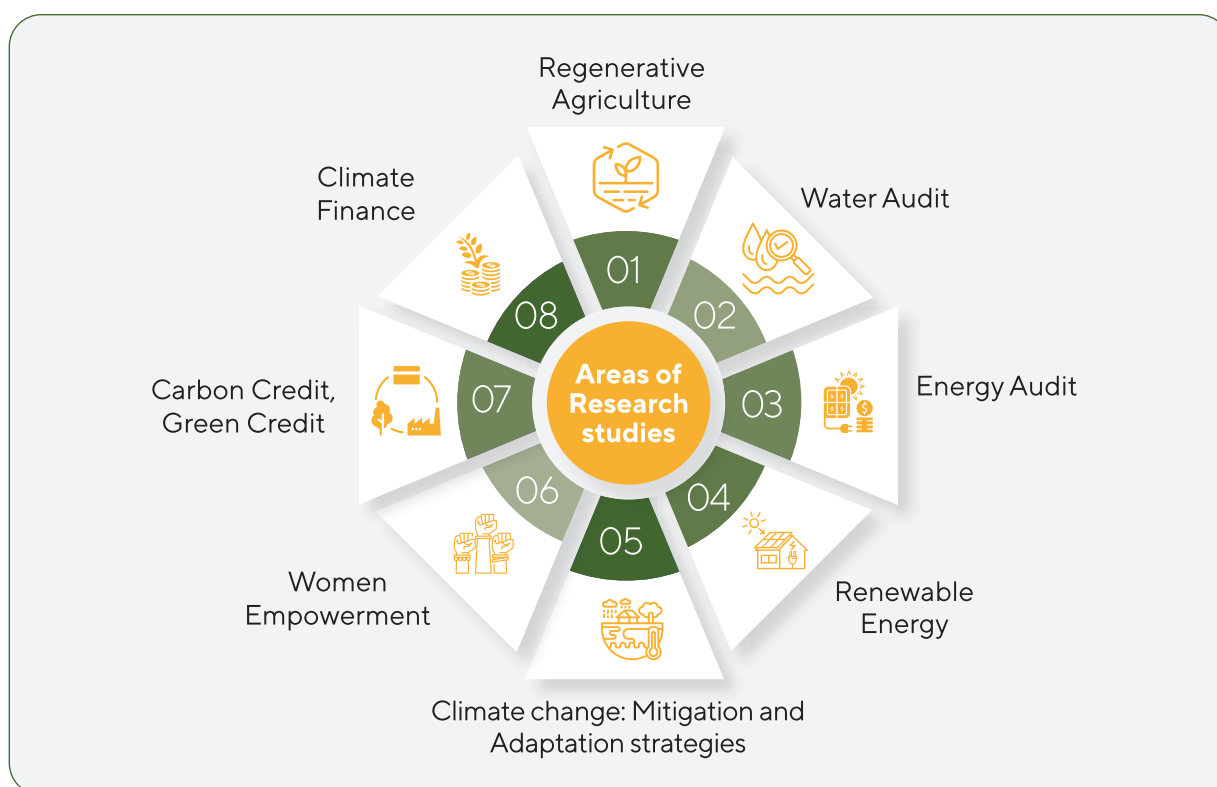 Areas of
Research
studies
01
Regenerative
Agriculture
02
Water Audit
03
Energy Audit
04
Renewable
Energy
05
Climate change: Mitigation and
Adaptation strategies
06
Women
Empowerment
07
Carbon Credit,
Green Credit
08
Climate
Finance